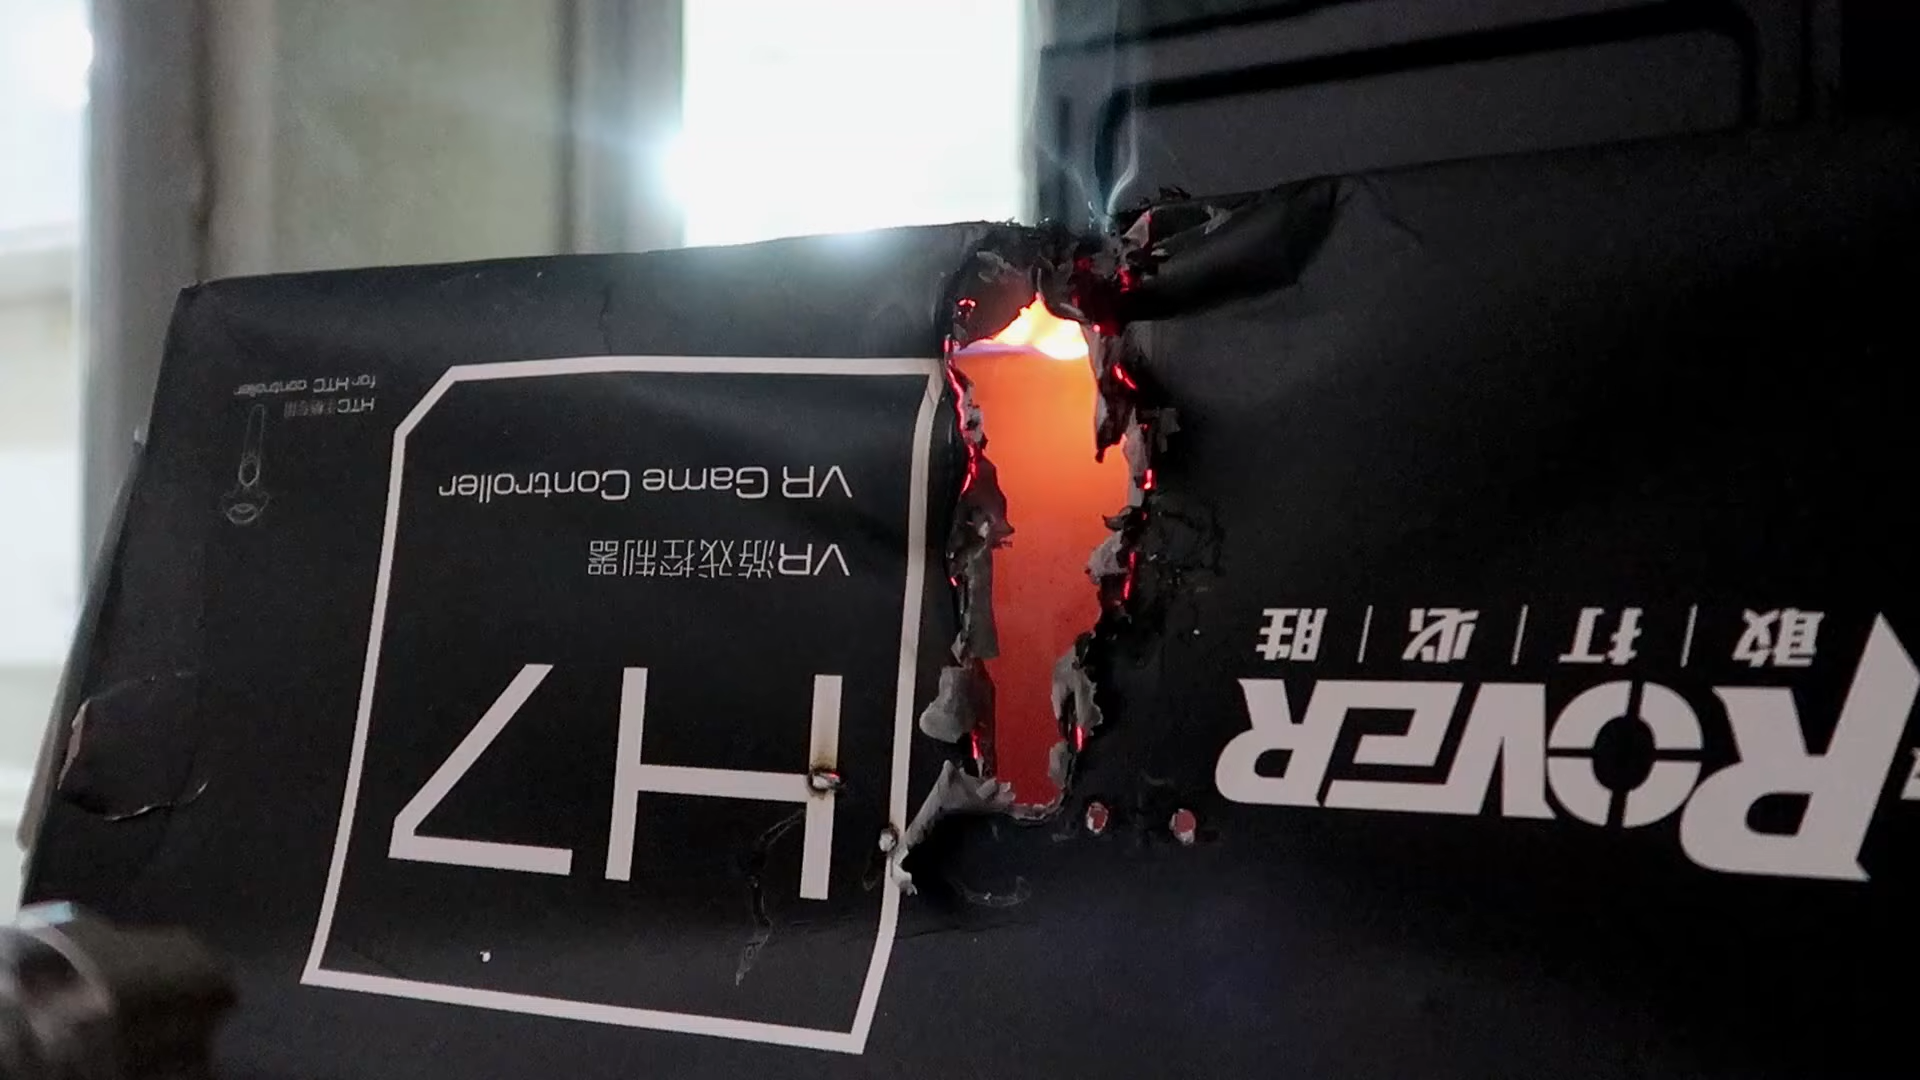 ROVER
敢 | 打 | 必 | 胜
H7
VR游戏控制器
VR Game Controller
HTC手柄专用
for HTC controller